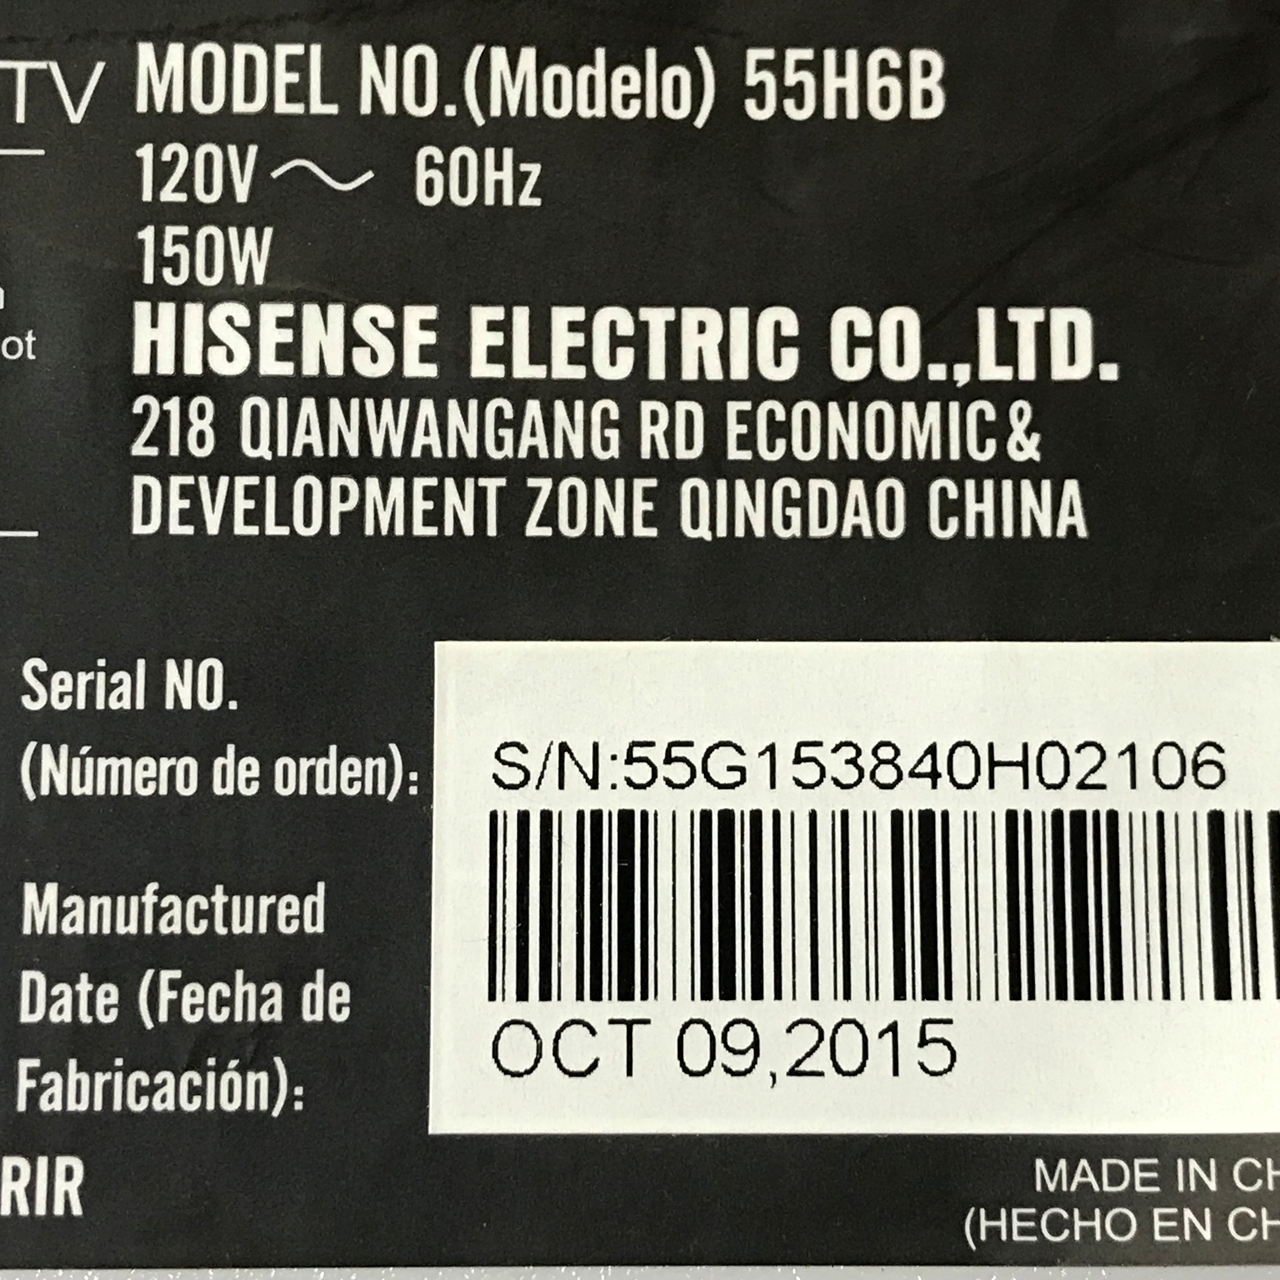 TV MODEL NO.(Modelo) 55H6B
120V～ 60Hz
150W
HISENSE ELECTRIC CO.,LTD.
ot
218 QIANWANGANG RD ECONOMIC&
DEVELOPMENT ZONE QINGDAO CHINA
Serial NO.
(Número de orden):
S/N:55G153840H02106
Manufactured
Date (Fecha de
Fabricación):
OCT 09,2015
RIR
MADE IN CH
(HECHO EN CH